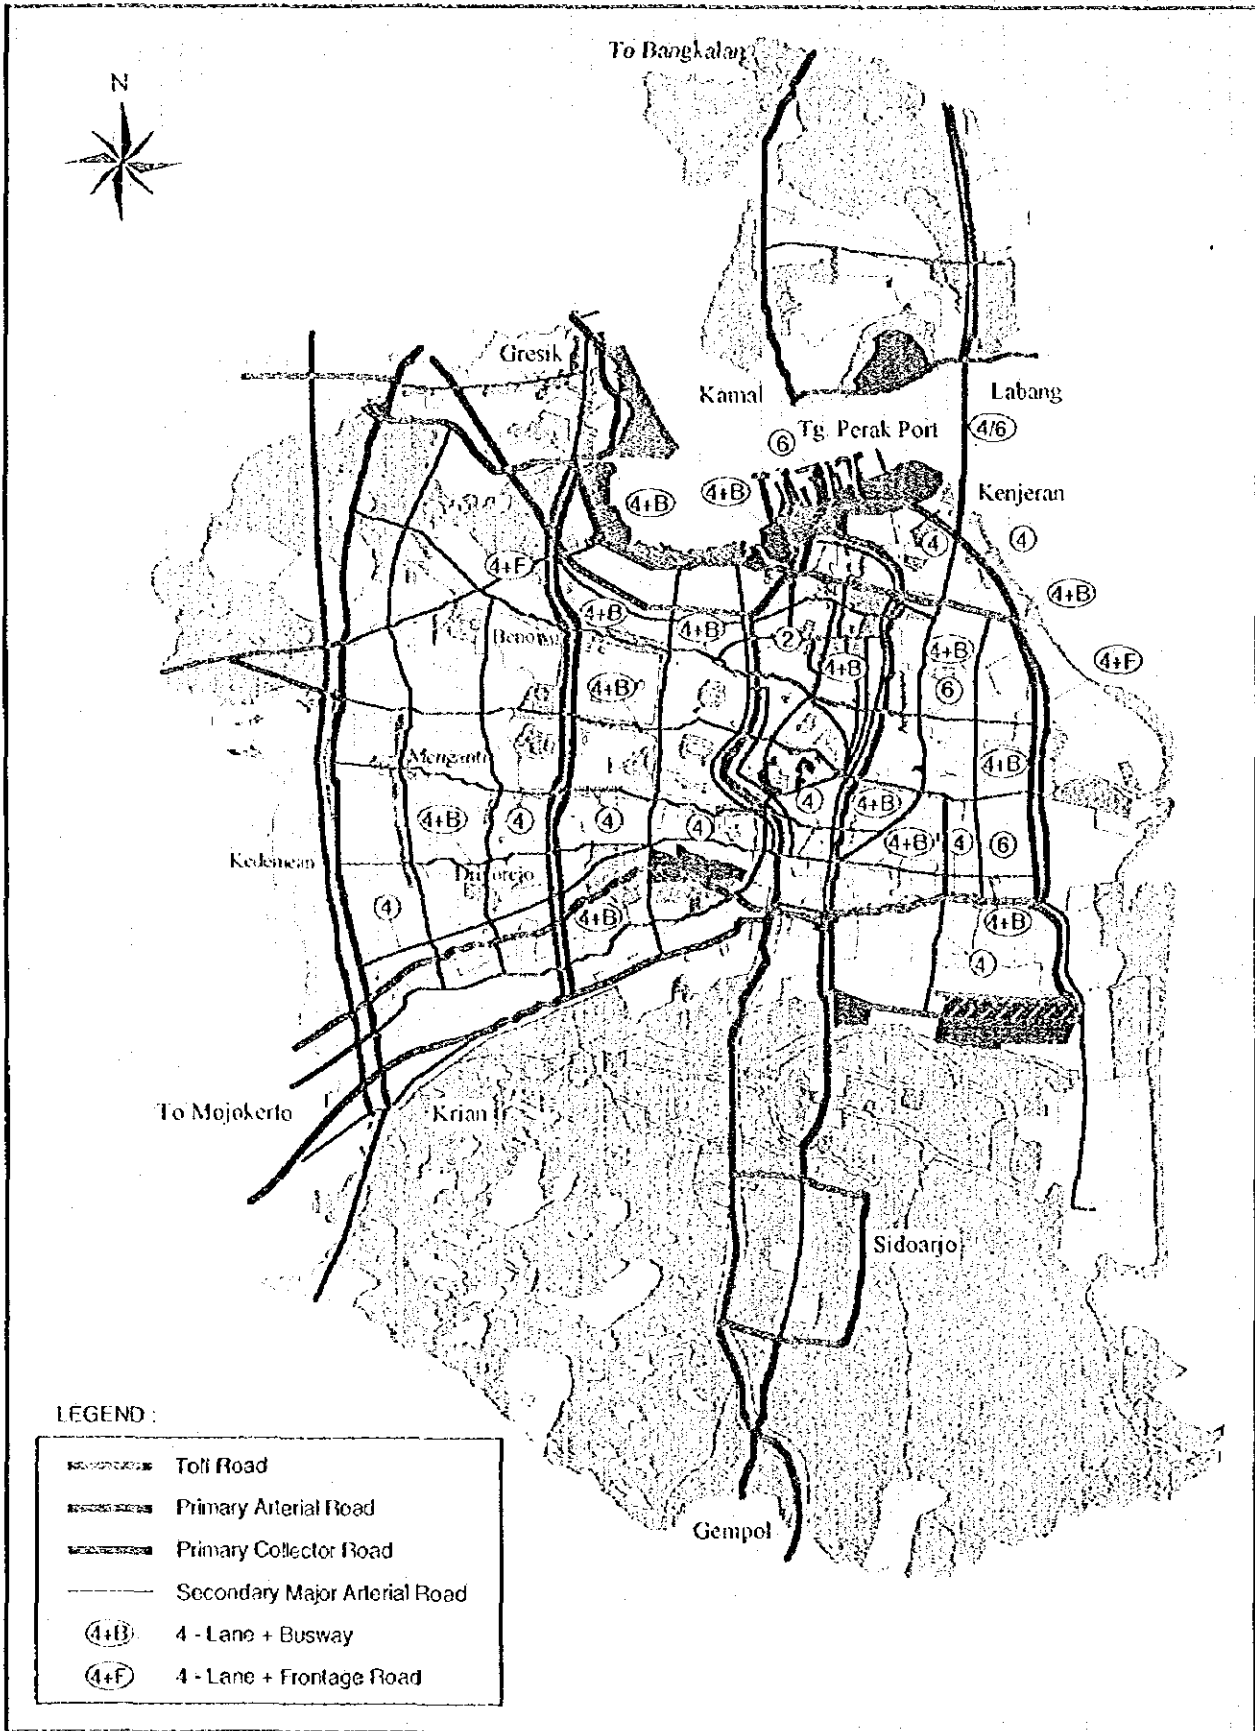 To Bangkalan
N
Gresik
Kamal
Labang
6
Tg. Perak Port
4/6
4+B
4+B
Kenjeran
4
4
4+F
4+B
4+B
4+B
2
4+B
4+B
4+F
4+B
6
Menganti
4+B
4+B
4
4
4
4
4+B
4+B
4
6
Kedemean
4
4+B
4+B
4
To Mojokerto
Krian
Sidoarjo
Gempol
LEGEND :
Toll Road
Primary Arterial Road
Primary Collector Road
Secondary Major Arterial Road
4+B 4 - Lane + Busway
4+F 4 - Lane + Frontage Road